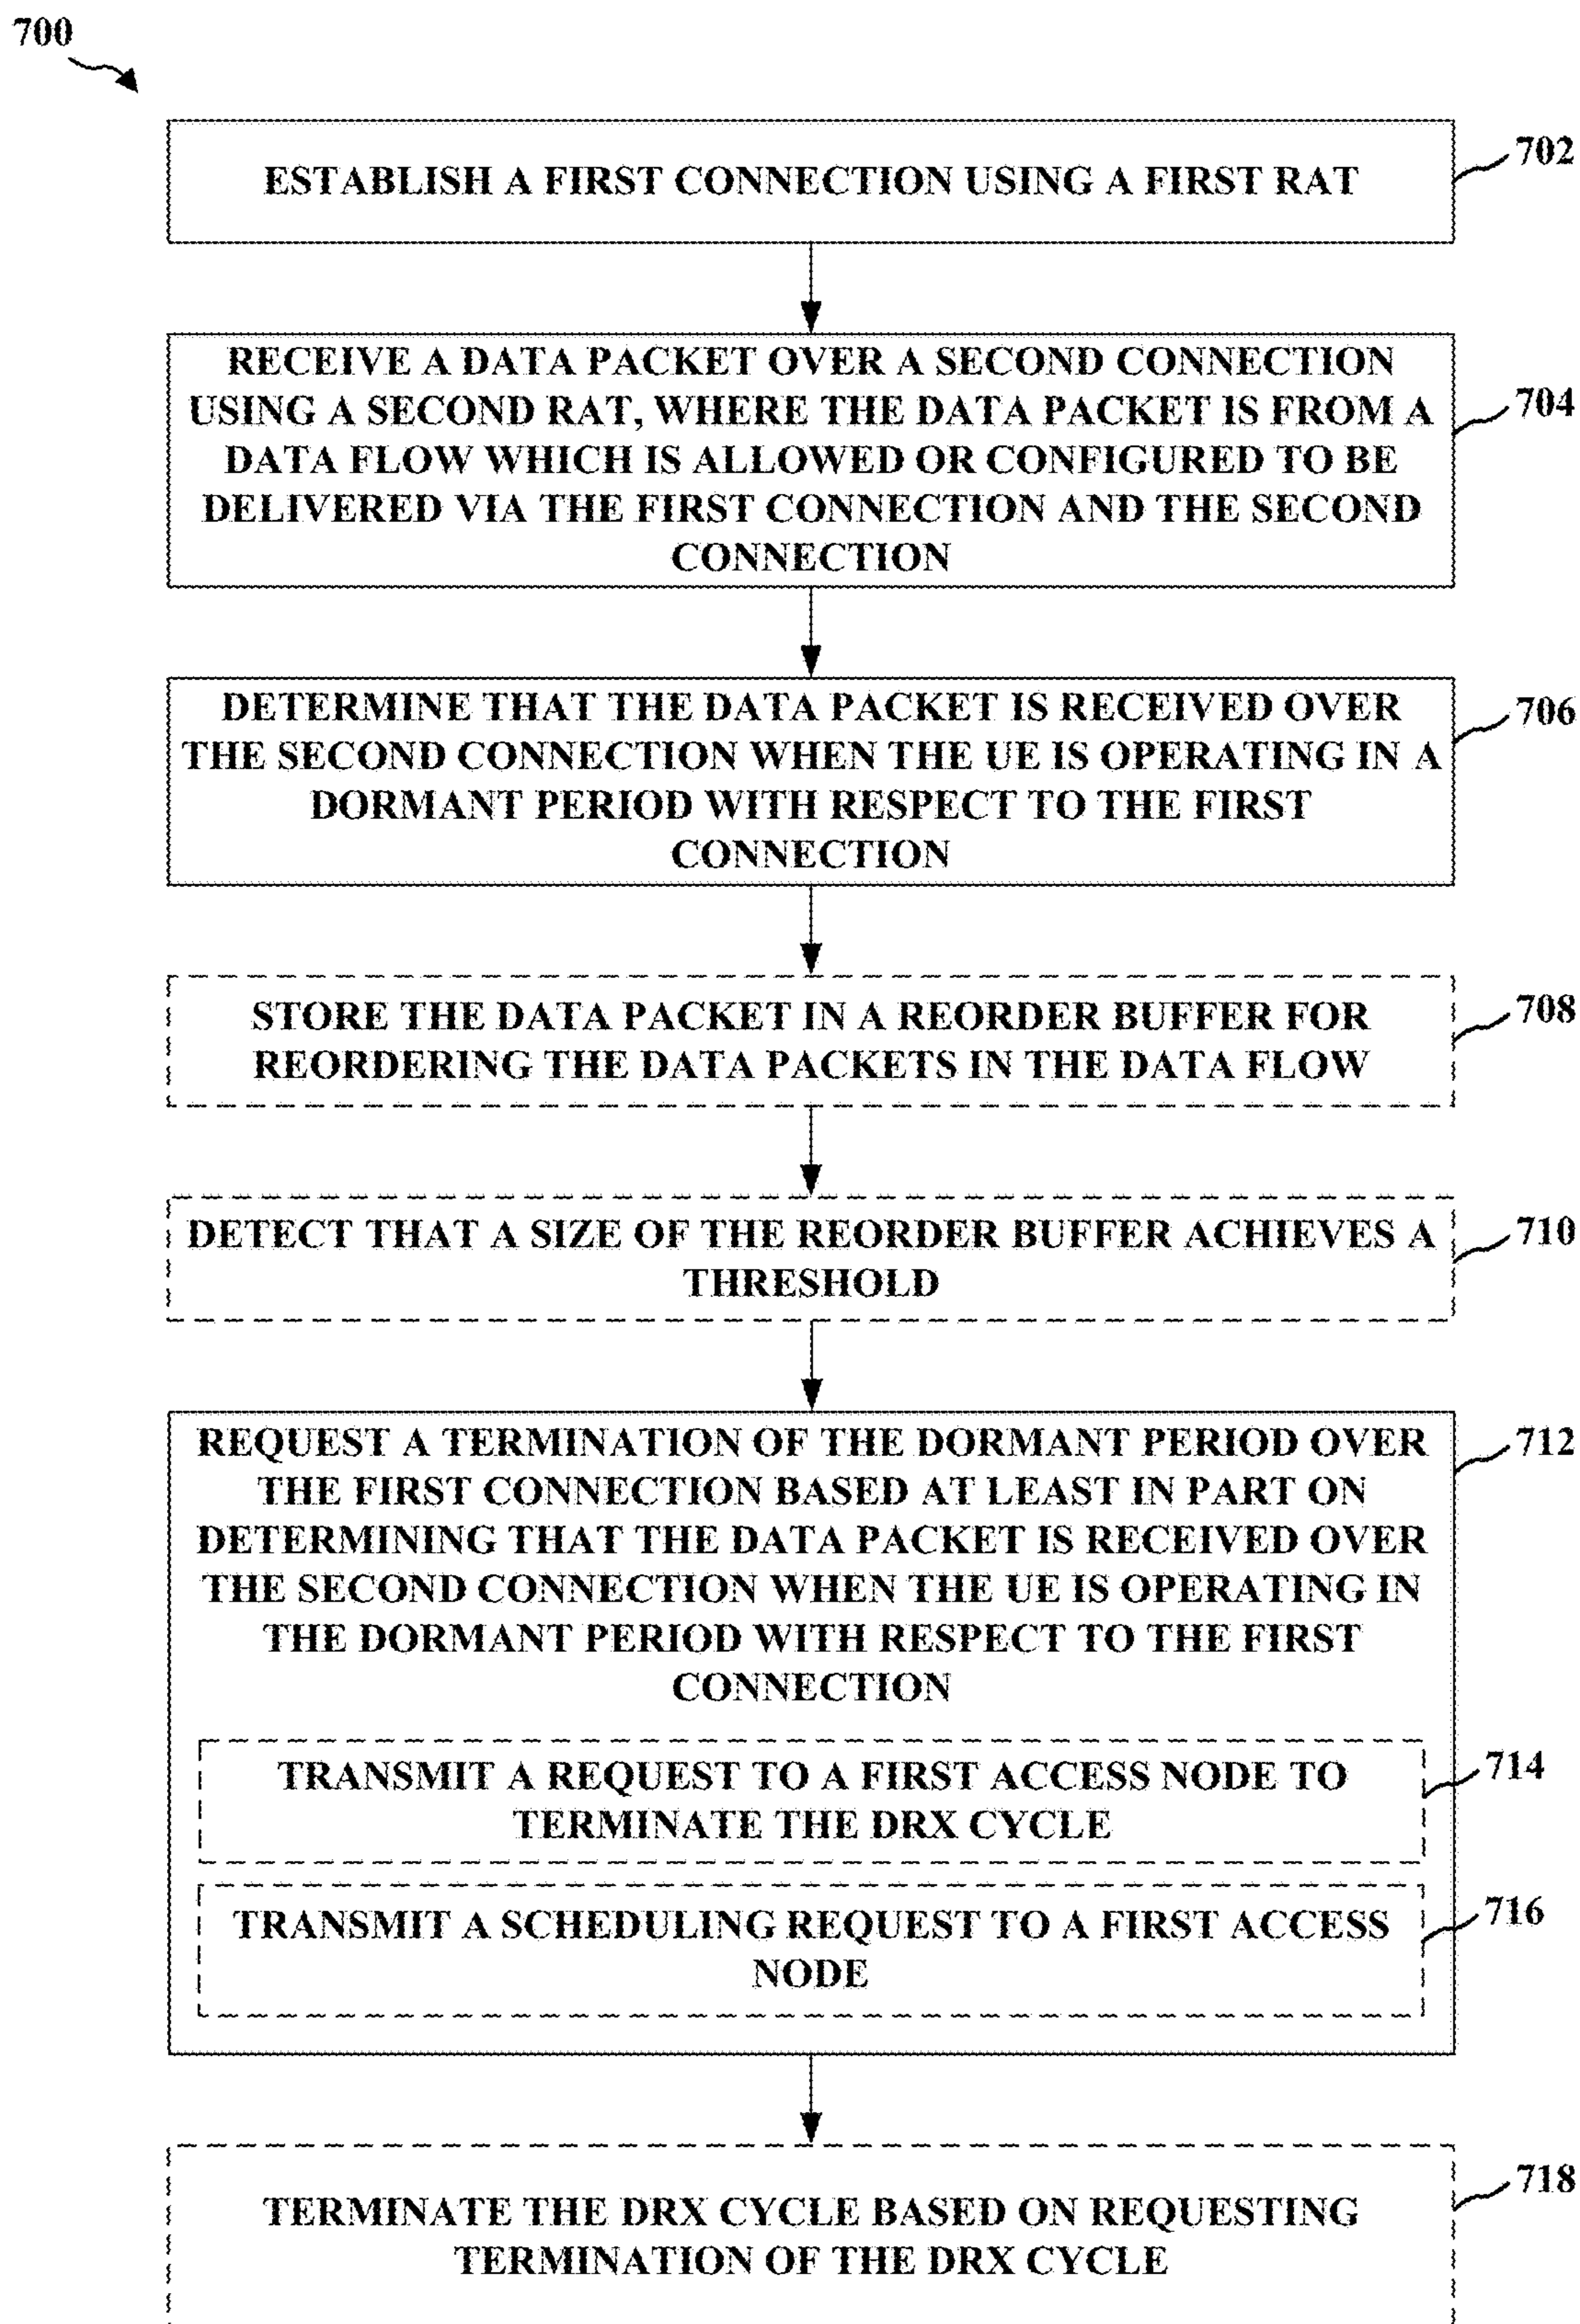 700
ESTABLISH A FIRST CONNECTION USING A FIRST RAT
702
RECEIVE A DATA PACKET OVER A SECOND CONNECTION
USING A SECOND RAT, WHERE THE DATA PACKET IS FROM A
DATA FLOW WHICH IS ALLOWED OR CONFIGURED TO BE
DELIVERED VIA THE FIRST CONNECTION AND THE SECOND
CONNECTION
704
DETERMINE THAT THE DATA PACKET IS RECEIVED OVER
THE SECOND CONNECTION WHEN THE UE IS OPERATING IN A
DORMANT PERIOD WITH RESPECT TO THE FIRST
CONNECTION
706
STORE THE DATA PACKET IN A REORDER BUFFER FOR
REORDERING THE DATA PACKETS IN THE DATA FLOW
708
DETECT THAT A SIZE OF THE REORDER BUFFER ACHIEVES A
THRESHOLD
710
REQUEST A TERMINATION OF THE DORMANT PERIOD OVER
THE FIRST CONNECTION BASED AT LEAST IN PART ON
DETERMINING THAT THE DATA PACKET IS RECEIVED OVER
THE SECOND CONNECTION WHEN THE UE IS OPERATING IN
THE DORMANT PERIOD WITH RESPECT TO THE FIRST
CONNECTION
712
TRANSMIT A REQUEST TO A FIRST ACCESS NODE TO
TERMINATE THE DRX CYCLE
714
TRANSMIT A SCHEDULING REQUEST TO A FIRST ACCESS
NODE
716
TERMINATE THE DRX CYCLE BASED ON REQUESTING
TERMINATION OF THE DRX CYCLE
718